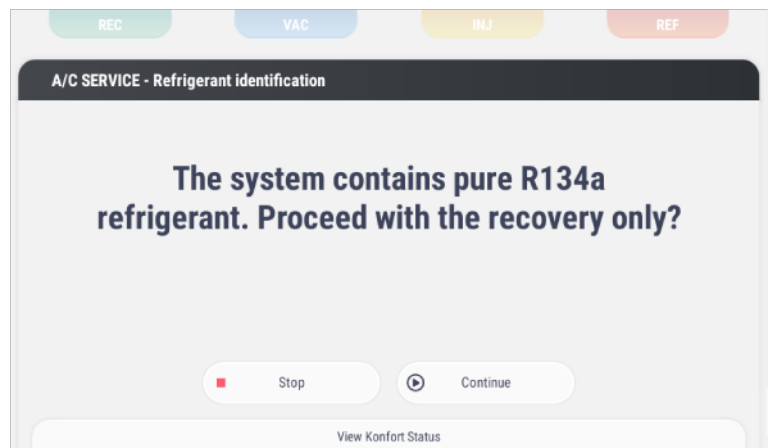 REC
VAC
INJ
REF
A/C SERVICE - Refrigerant identification
The system contains pure R134a
refrigerant. Proceed with the recovery only?
Stop
Continue
View Konfort Status